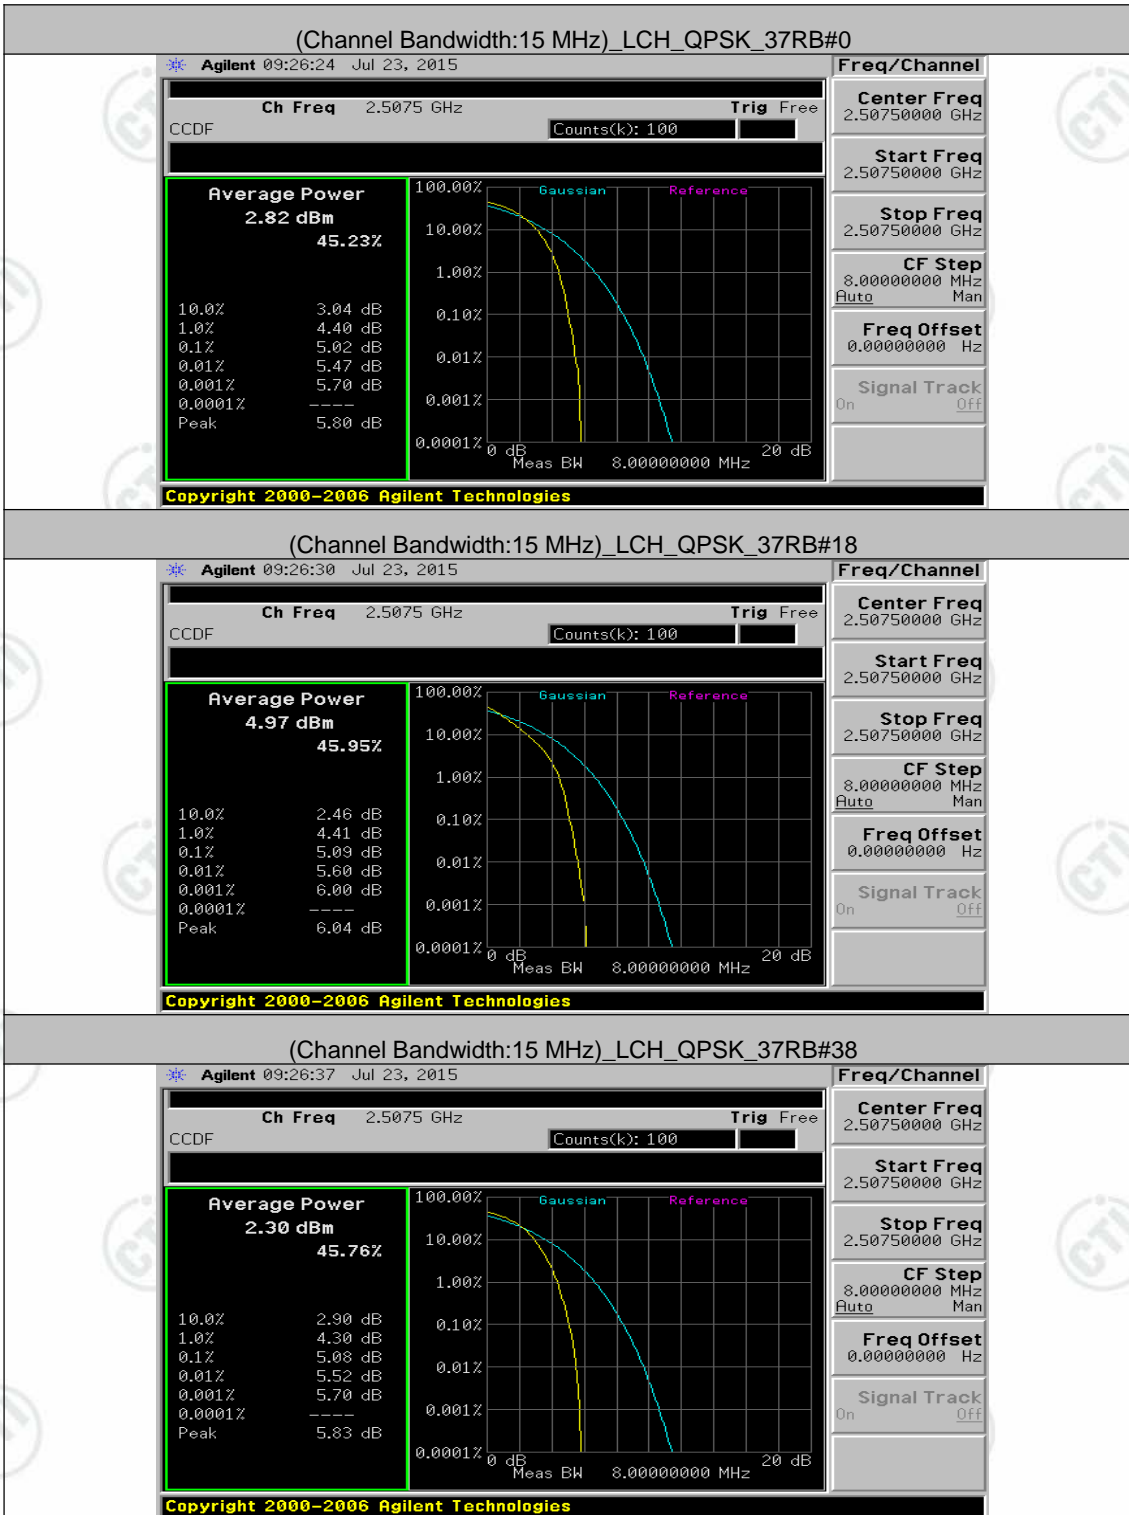 (Channel Bandwidth:15 MHz)_LCH_QPSK_37RB#0
Agilent 09:26:24 Jul 23, 2015
Freq/Channel
Ch Freq 2.5075 GHz Trig Free
CCDF Counts(k): 100
Center Freq
2.50750000 GHz
Start Freq
2.50750000 GHz
Stop Freq
2.50750000 GHz
CF Step
8.00000000 MHz
Auto Man
Freq Offset
0.00000000 Hz
Signal Track
On Off
Average Power
2.82 dBm
45.23%
10.0% 3.04 dB
1.0% 4.40 dB
0.1% 5.02 dB
0.01% 5.47 dB
0.001% 5.70 dB
0.0001% ----
Peak 5.80 dB
Gaussian Reference
100.00%
10.00%
1.00%
0.10%
0.01%
0.001%
0.0001%
0 dB 20 dB
Meas BW 8.00000000 MHz
Copyright 2000-2006 Agilent Technologies
(Channel Bandwidth:15 MHz)_LCH_QPSK_37RB#18
Agilent 09:26:30 Jul 23, 2015
Freq/Channel
Ch Freq 2.5075 GHz Trig Free
CCDF Counts(k): 100
Center Freq
2.50750000 GHz
Start Freq
2.50750000 GHz
Stop Freq
2.50750000 GHz
CF Step
8.00000000 MHz
Auto Man
Freq Offset
0.00000000 Hz
Signal Track
On Off
Average Power
4.97 dBm
45.95%
10.0% 2.46 dB
1.0% 4.41 dB
0.1% 5.09 dB
0.01% 5.60 dB
0.001% 6.00 dB
0.0001% ----
Peak 6.04 dB
Gaussian Reference
100.00%
10.00%
1.00%
0.10%
0.01%
0.001%
0.0001%
0 dB 20 dB
Meas BW 8.00000000 MHz
Copyright 2000-2006 Agilent Technologies
(Channel Bandwidth:15 MHz)_LCH_QPSK_37RB#38
Agilent 09:26:37 Jul 23, 2015
Freq/Channel
Ch Freq 2.5075 GHz Trig Free
CCDF Counts(k): 100
Center Freq
2.50750000 GHz
Start Freq
2.50750000 GHz
Stop Freq
2.50750000 GHz
CF Step
8.00000000 MHz
Auto Man
Freq Offset
0.00000000 Hz
Signal Track
On Off
Average Power
2.30 dBm
45.76%
10.0% 2.90 dB
1.0% 4.30 dB
0.1% 5.08 dB
0.01% 5.52 dB
0.001% 5.70 dB
0.0001% ----
Peak 5.83 dB
Gaussian Reference
100.00%
10.00%
1.00%
0.10%
0.01%
0.001%
0.0001%
0 dB 20 dB
Meas BW 8.00000000 MHz
Copyright 2000-2006 Agilent Technologies
CTI
CTI
CTI
CTI
CTI
CTI
CTI
CTI